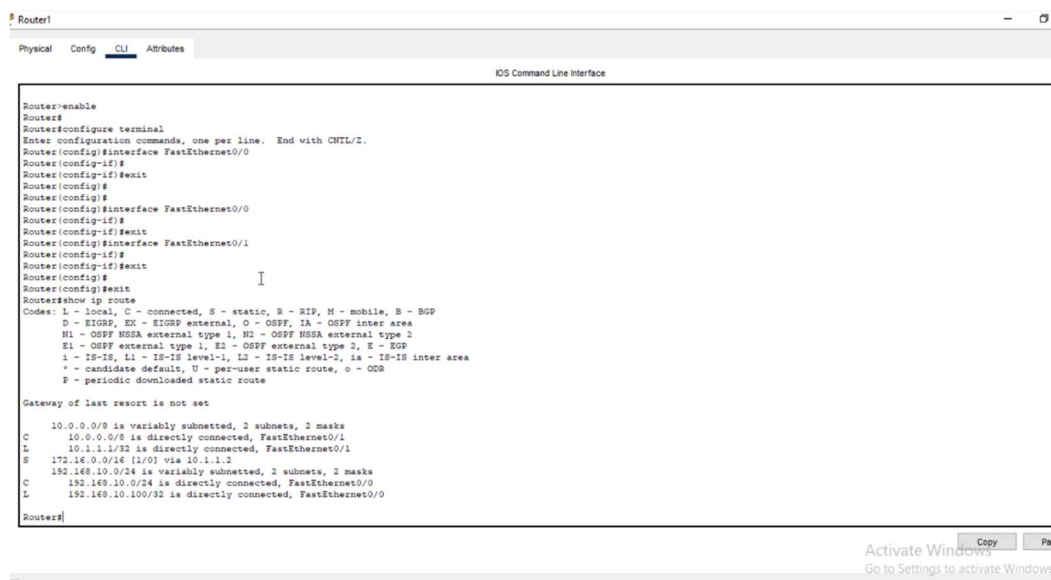 Router1
Physical Config CLI Attributes
IOS Command Line Interface
Router>enable
Router#
Router#configure terminal
Enter configuration commands, one per line. End with CNTL/Z.
Router(config)#interface FastEthernet0/0
Router(config-if)#
Router(config-if)#exit
Router(config)#
Router(config)#
Router(config)#interface FastEthernet0/0
Router(config-if)#
Router(config-if)#exit
Router(config)#interface FastEthernet0/1
Router(config-if)#
Router(config-if)#exit
Router(config)#
Router(config)#exit
Router#show ip route
Codes: L - local, C - connected, S - static, R - RIP, M - mobile, B - BGP
D - EIGRP, EX - EIGRP external, O - OSPF, IA - OSPF inter area
N1 - OSPF NSSA external type 1, N2 - OSPF NSSA external type 2
E1 - OSPF external type 1, E2 - OSPF external type 2, E - EGP
i - IS-IS, L1 - IS-IS level-1, L2 - IS-IS level-2, ia - IS-IS inter area
* - candidate default, U - per-user static route, o - ODR
P - periodic downloaded static route
Gateway of last resort is not set
10.0.0.0/8 is variably subnetted, 2 subnets, 2 masks
C 10.0.0.0/8 is directly connected, FastEthernet0/1
L 10.1.1.1/32 is directly connected, FastEthernet0/1
S 172.16.0.0/16 [1/0] via 10.1.1.2
192.168.10.0/24 is variably subnetted, 2 subnets, 2 masks
C 192.168.10.0/24 is directly connected, FastEthernet0/0
L 192.168.10.100/32 is directly connected, FastEthernet0/0
Router#
Copy Pa
Activate Windows
Go to Settings to activate Windows